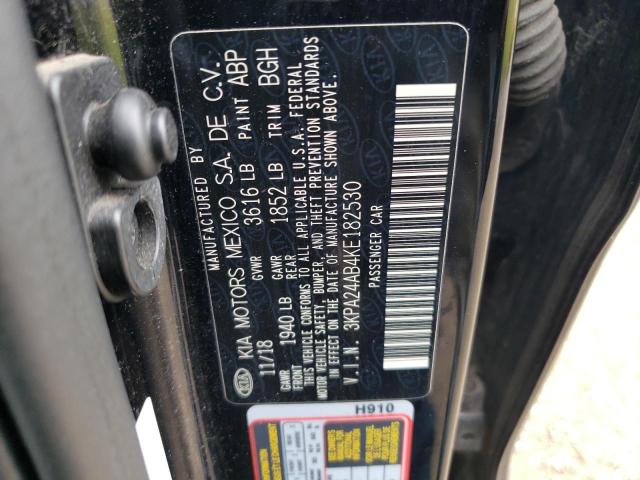 MANUFACTURED BY
KIA KIA MOTORS MEXICO S.A. DE C.V.
11/18 GVWR 3616 LB PAINT ABP
GAWR FRONT 1940 LB GAWR REAR 1852 LB TRIM BGH
THIS VEHICLE CONFORMS TO ALL APPLICABLE U.S.A. FEDERAL
MOTOR VEHICLE SAFETY, BUMPER, AND THEFT PREVENTION STANDARDS
IN EFFECT ON THE DATE OF MANUFACTURE SHOWN ABOVE.
V.I.N. 3KPA24AB4KE182530
PASSENGER CAR
H910